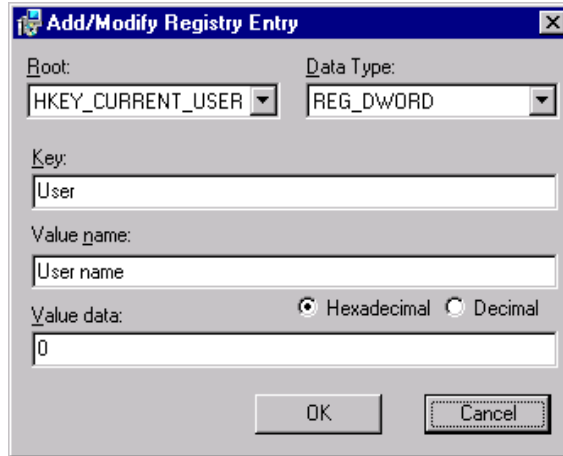 Add/Modify Registry Entry
Root: Data Type:
HKEY_CURRENT_USER REG_DWORD
Key:
User
Value name:
User name
Value data: Hexadecimal Decimal
0
OK Cancel